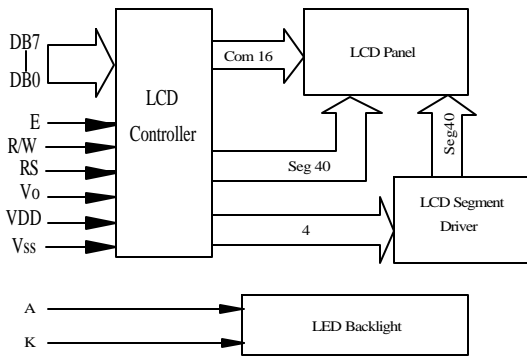 DB7
DB0
E
R/W
RS
Vo
VDD
Vss
LCD
Controller
Com 16
LCD Panel
Seg 40
Seg40
4
LCD Segment
Driver
A
K
LED Backlight